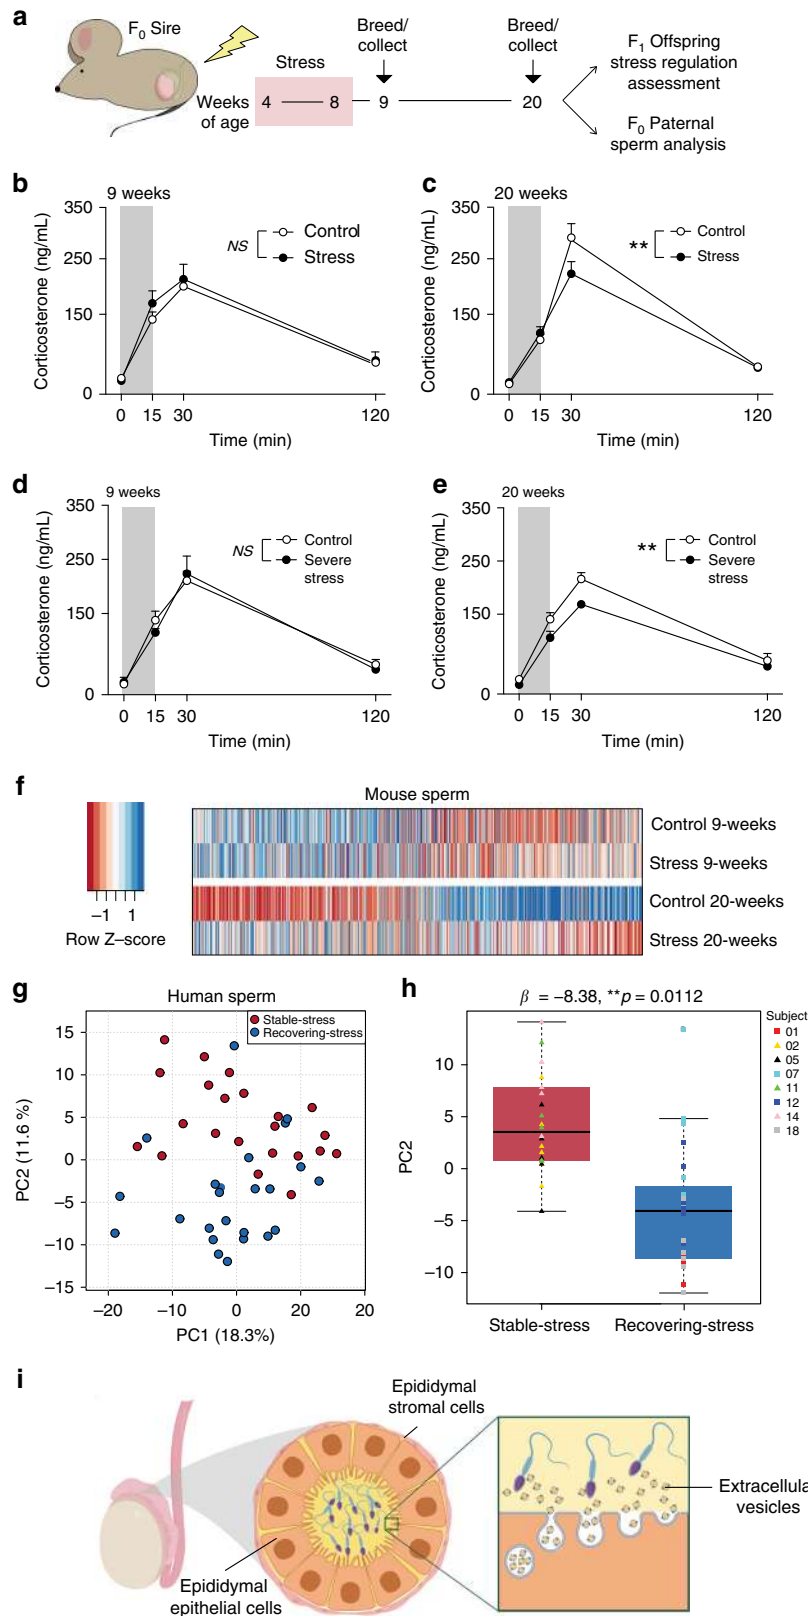 a
F0 Sire
Breed/
collect
Breed/
collect
Stress
Weeks
of age
4 8 9 20
F1 Offspring
stress regulation
assessment
F0 Paternal
sperm analysis
b
9 weeks
350
250
150
0
Corticosterone (ng/mL)
NS
Control
Stress
0 15 30 120
Time (min)
c
20 weeks
350
250
150
0
Corticosterone (ng/mL)
**
Control
Stress
0 15 30 120
Time (min)
d
9 weeks
350
250
150
0
Corticosterone (ng/mL)
NS
Control
Severe
stress
0 15 30 120
Time (min)
e
20 weeks
350
250
150
0
Corticosterone (ng/mL)
**
Control
Severe
stress
0 15 30 120
Time (min)
f
Mouse sperm
−1 1
Row Z–score
Control 9-weeks
Stress 9-weeks
Control 20-weeks
Stress 20-weeks
g
Human sperm
Stable-stress
Recovering-stress
15
10
5
0
−5
−10
−15
PC2 (11.6 %)
−20 −10 0 20 20
PC1 (18.3%)
h
β = −8.38, **p = 0.0112
10
5
0
−5
−10
PC2
Stable-stress Recovering-stress
Subject
01
02
05
07
11
12
14
18
i
Epididymal
stromal cells
Epididymal
epithelial cells
Extracellula
vesicles